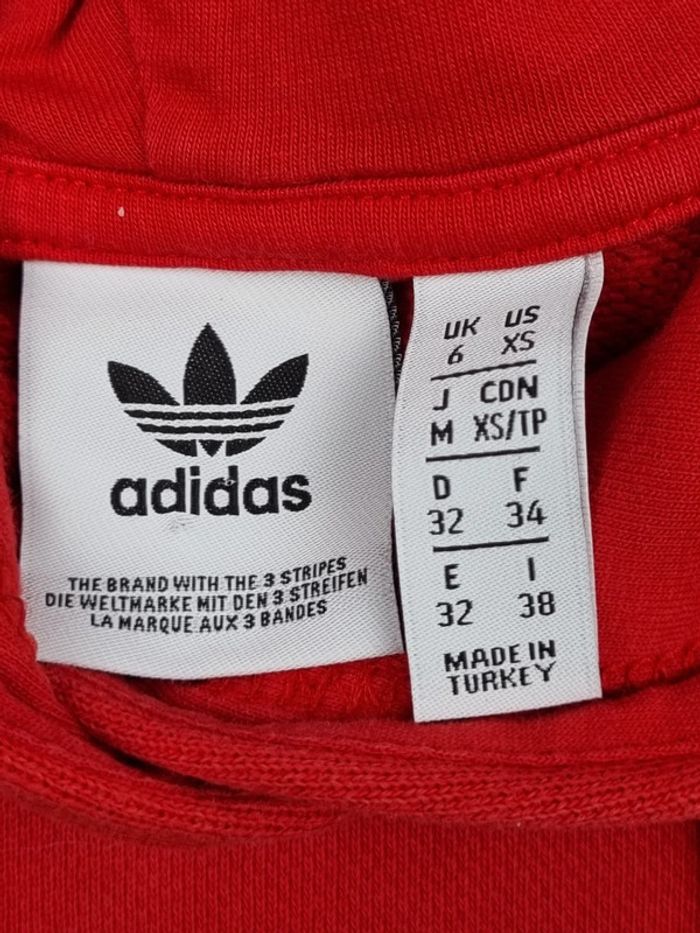 adidas
THE BRAND WITH THE 3 STRIPES
DIE WELTMARKE MIT DEN 3 STREIFEN
LA MARQUE AUX 3 BANDES
UK US
6 XS
J CDN
M XS/TP
D F
32 34
E I
32 38
MADE IN
TURKEY